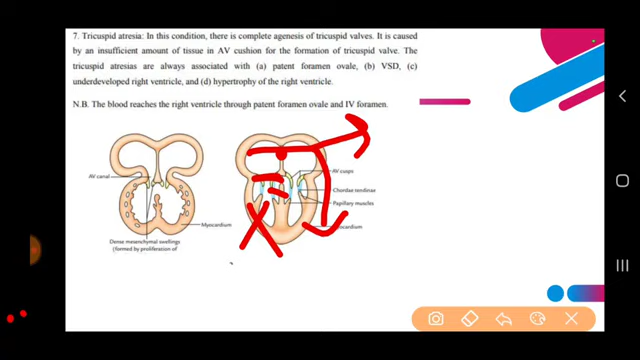 7. Tricuspid atresia: In this condition, there is complete agenesis of tricuspid valves. It is caused
by an insufficient amount of tissue in AV cushion for the formation of tricuspid valve. The
tricuspid atresias are always associated with (a) patent foramen ovale, (b) VSD, (c)
underdeveloped right ventricle, and (d) hypertrophy of the right ventricle.
N.B. The blood reaches the right ventricle through patent foramen ovale and IV foramen.
AV canal
Myocardium
Dense mesenchymal swellings
(formed by proliferation of
AV cusps
Chordae tendinae
Papillary muscles